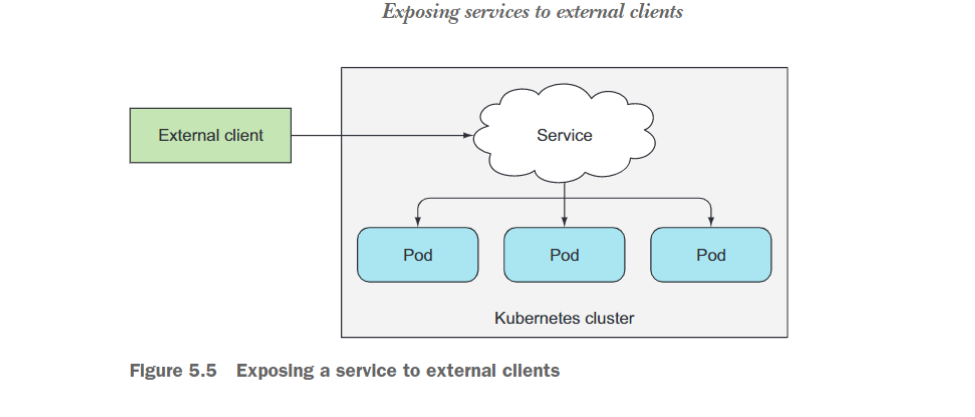 Exposing services to external clients
External client
Service
Pod
Pod
Pod
Kubernetes cluster
Figure 5.5 Exposing a service to external clients